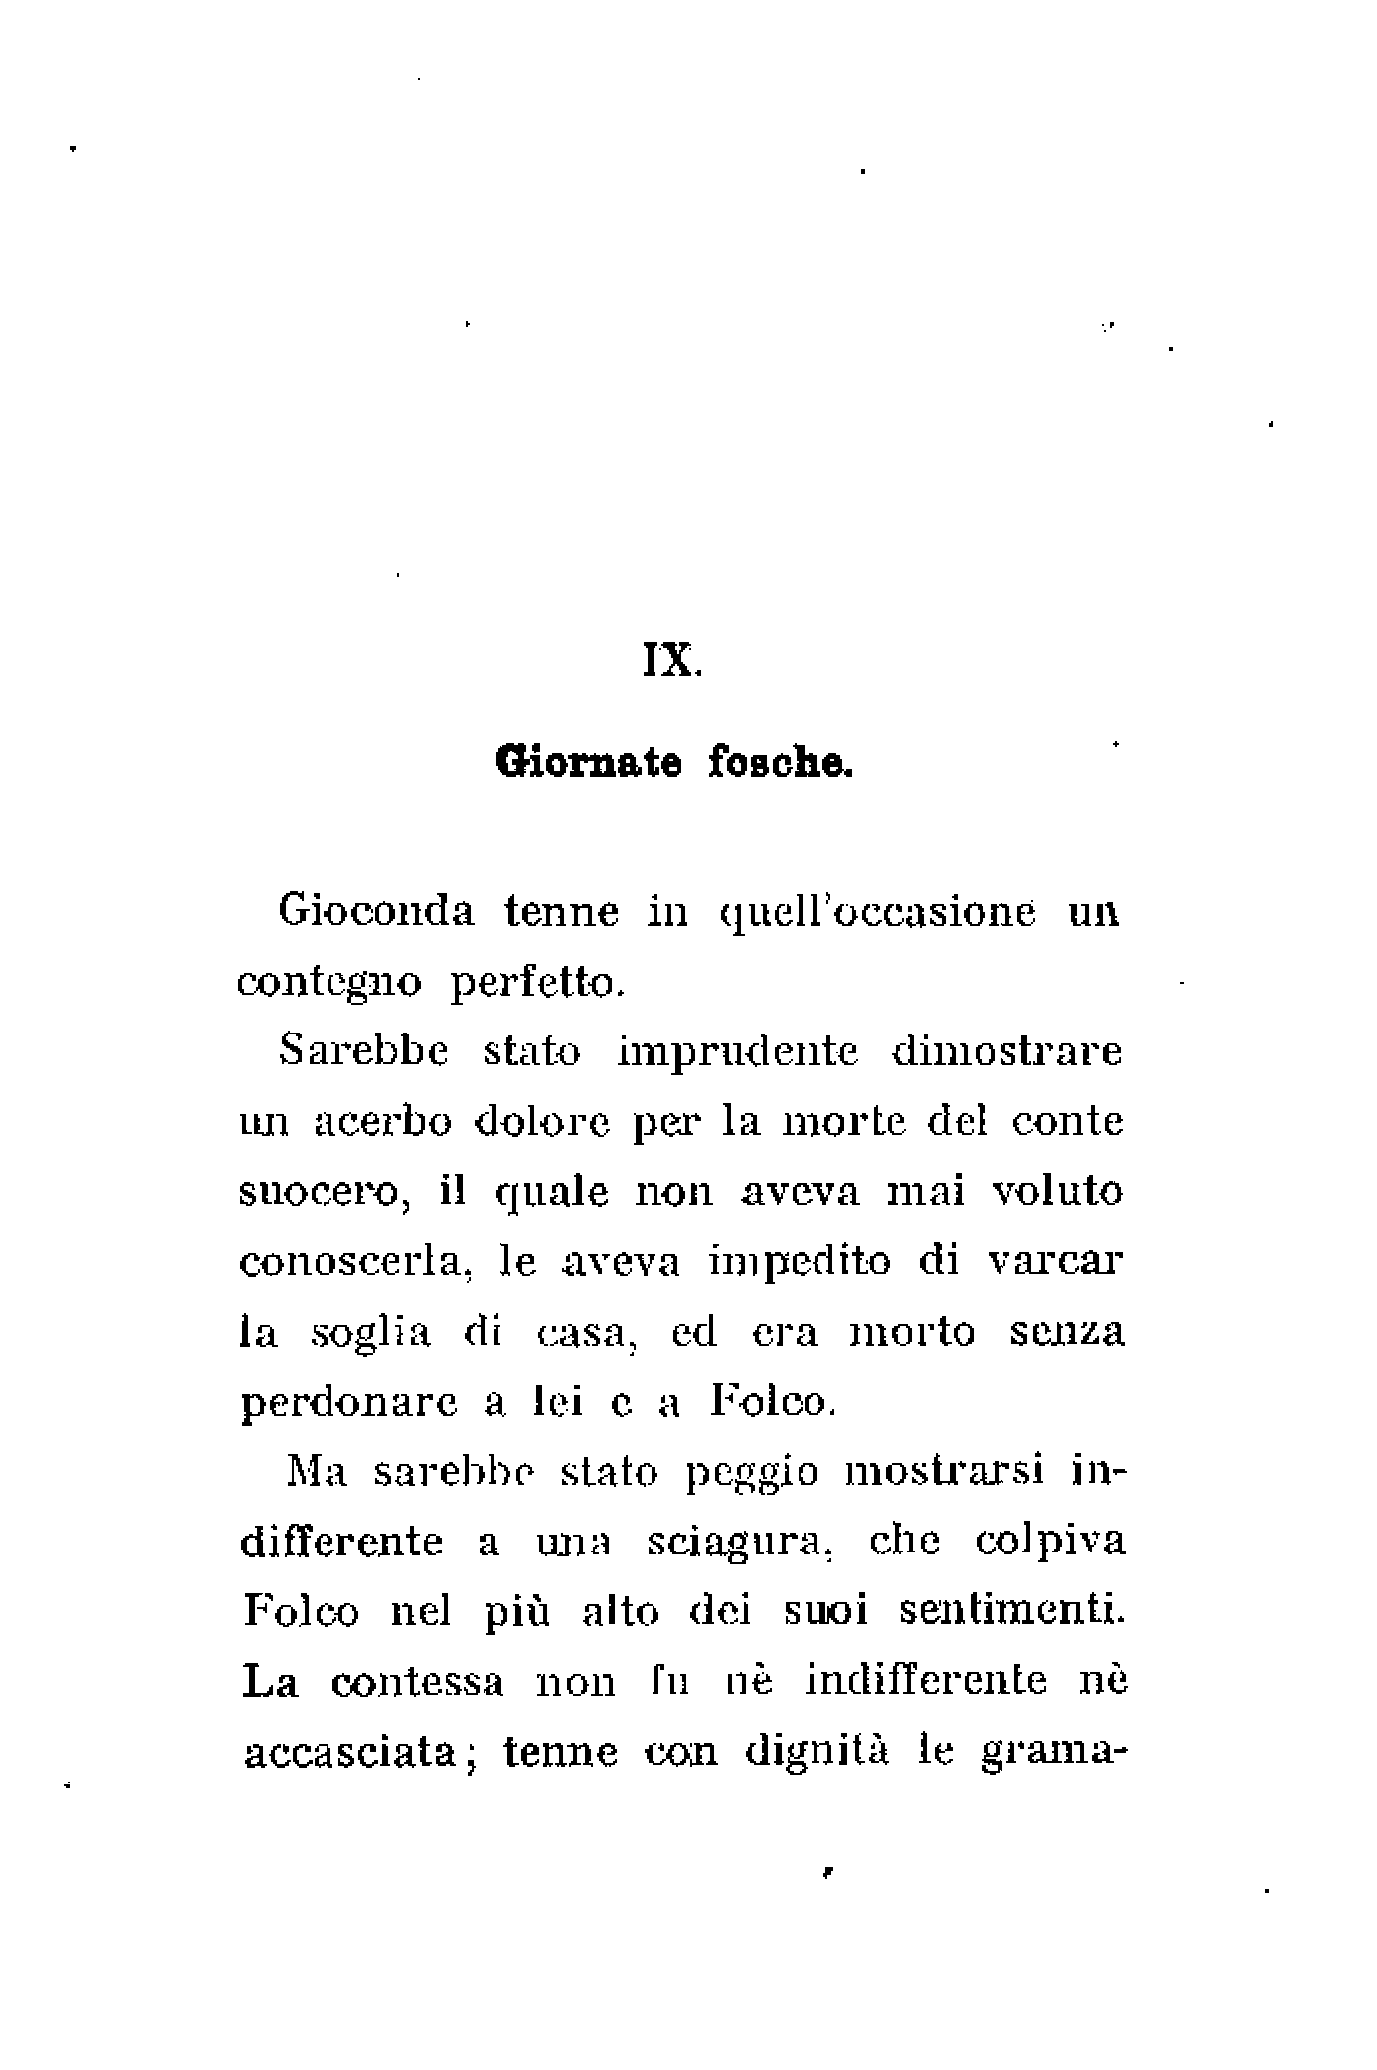 IX.
Giornate fosche.
Gioconda tenne in quell'occasione un
contegno perfetto.
Sarebbe stato imprudente dimostrare
un acerbo dolore per la morte del conte
suocero, il quale non aveva mai voluto
conoscerla, le aveva impedito di varcar
la soglia di casa, ed era morto senza
perdonare a lei e a Folco.
Ma sarebbe stato peggio mostrarsi in-
differente a una sciagura, che colpiva
Folco nel più alto dei suoi sentimenti.
La contessa non fu nè indifferente nè
accasciata; tenne con dignità le grama-